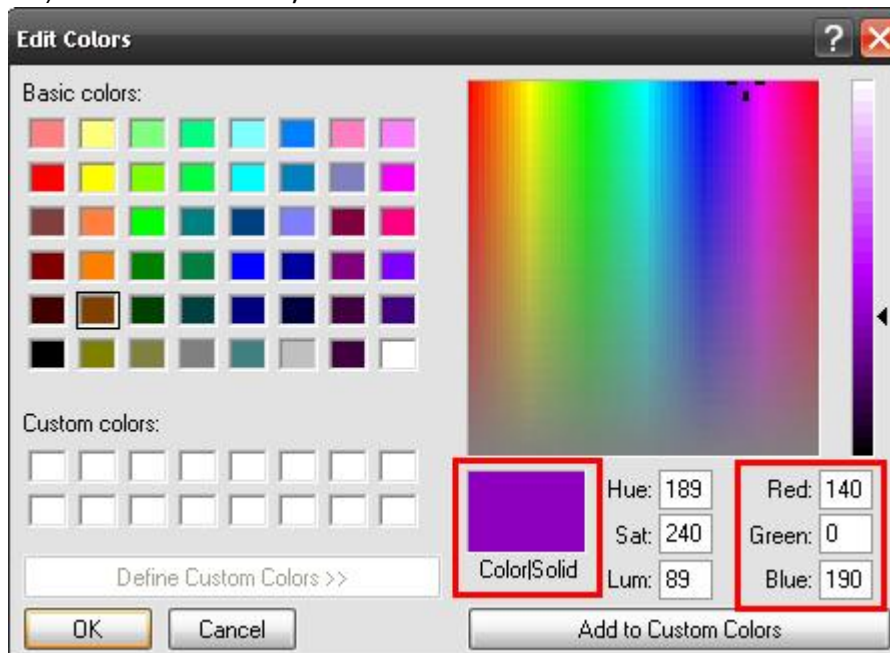 Edit Colors
?
Basic colors:
Custom colors:
Define Custom Colors >>
OK
Cancel
Color|Solid
Hue: 189
Sat: 240
Lum: 89
Red: 140
Green: 0
Blue: 190
Add to Custom Colors